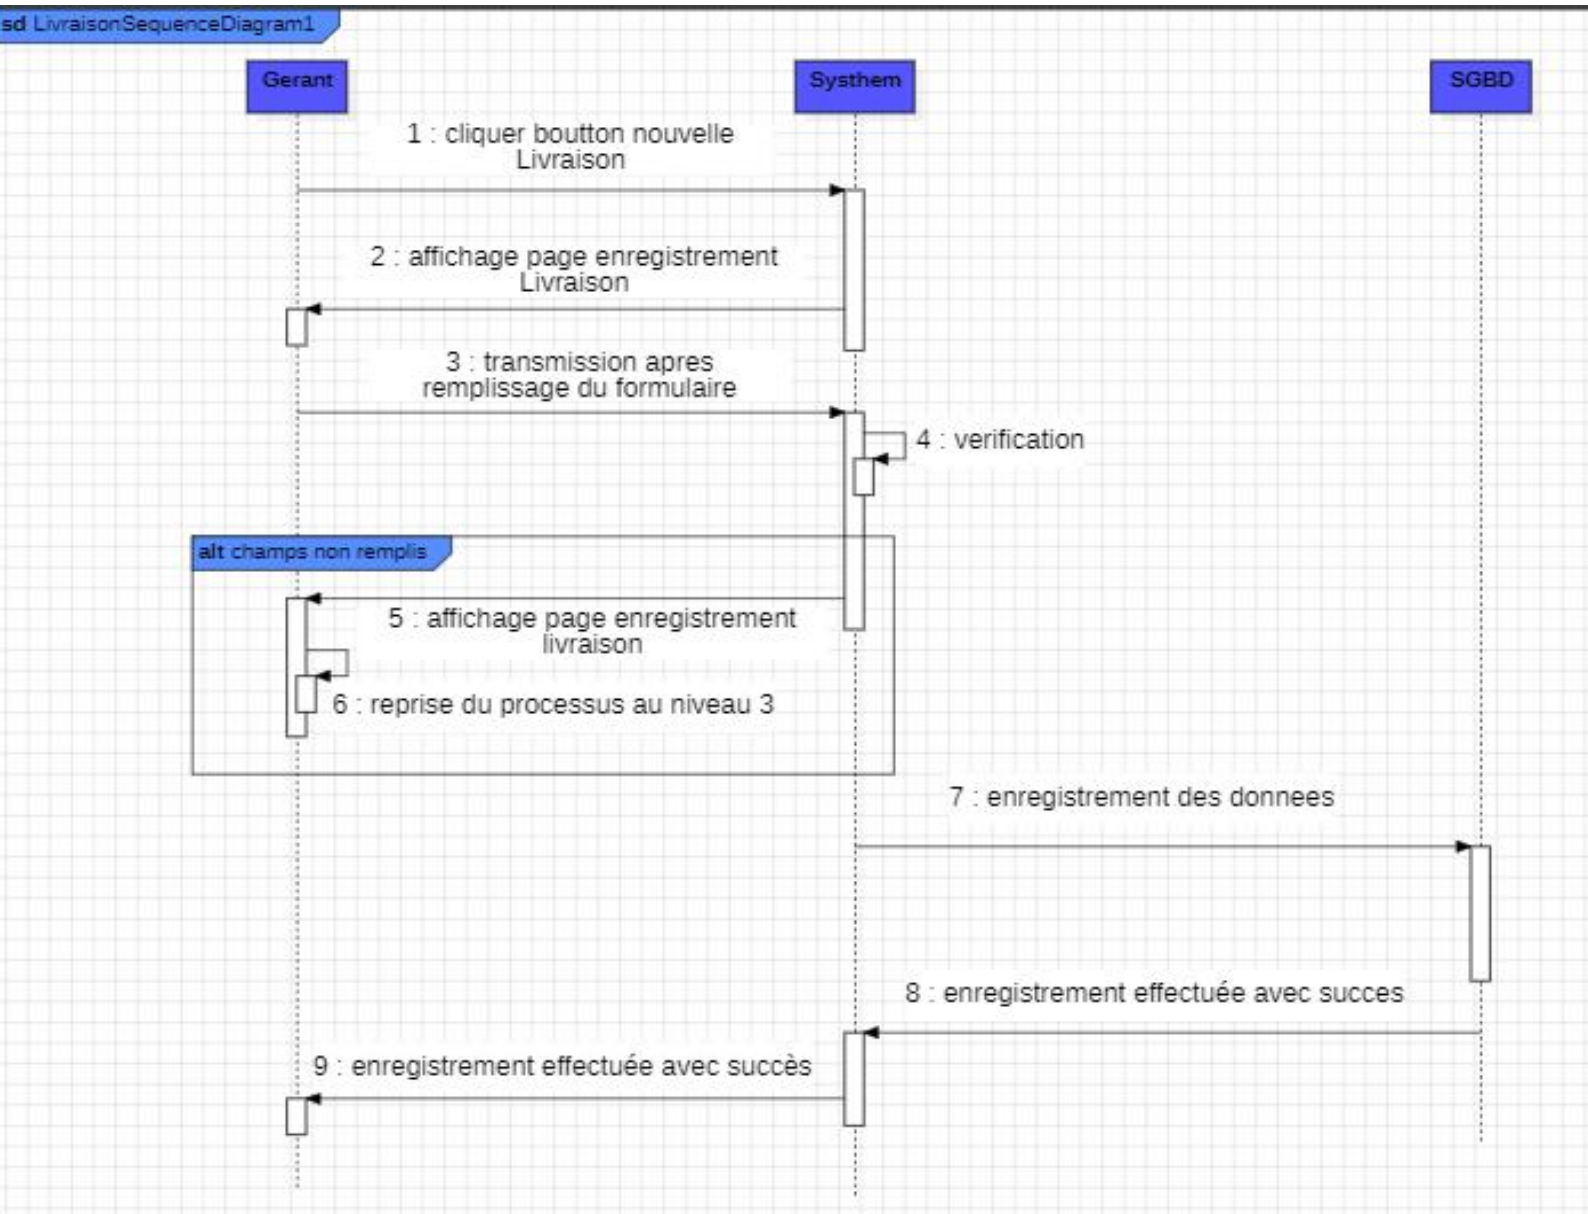 sd LivraisonSequenceDiagram1
Gerant
Systhem
SGBD
1 : cliquer boutton nouvelle
Livraison
2 : affichage page enregistrement
Livraison
3 : transmission apres
remplissage du formulaire
4 : verification
alt champs non remplis
5 : affichage page enregistrement
livraison
6 : reprise du processus au niveau 3
7 : enregistrement des donnees
8 : enregistrement effectuée avec succes
9 : enregistrement effectuée avec succès